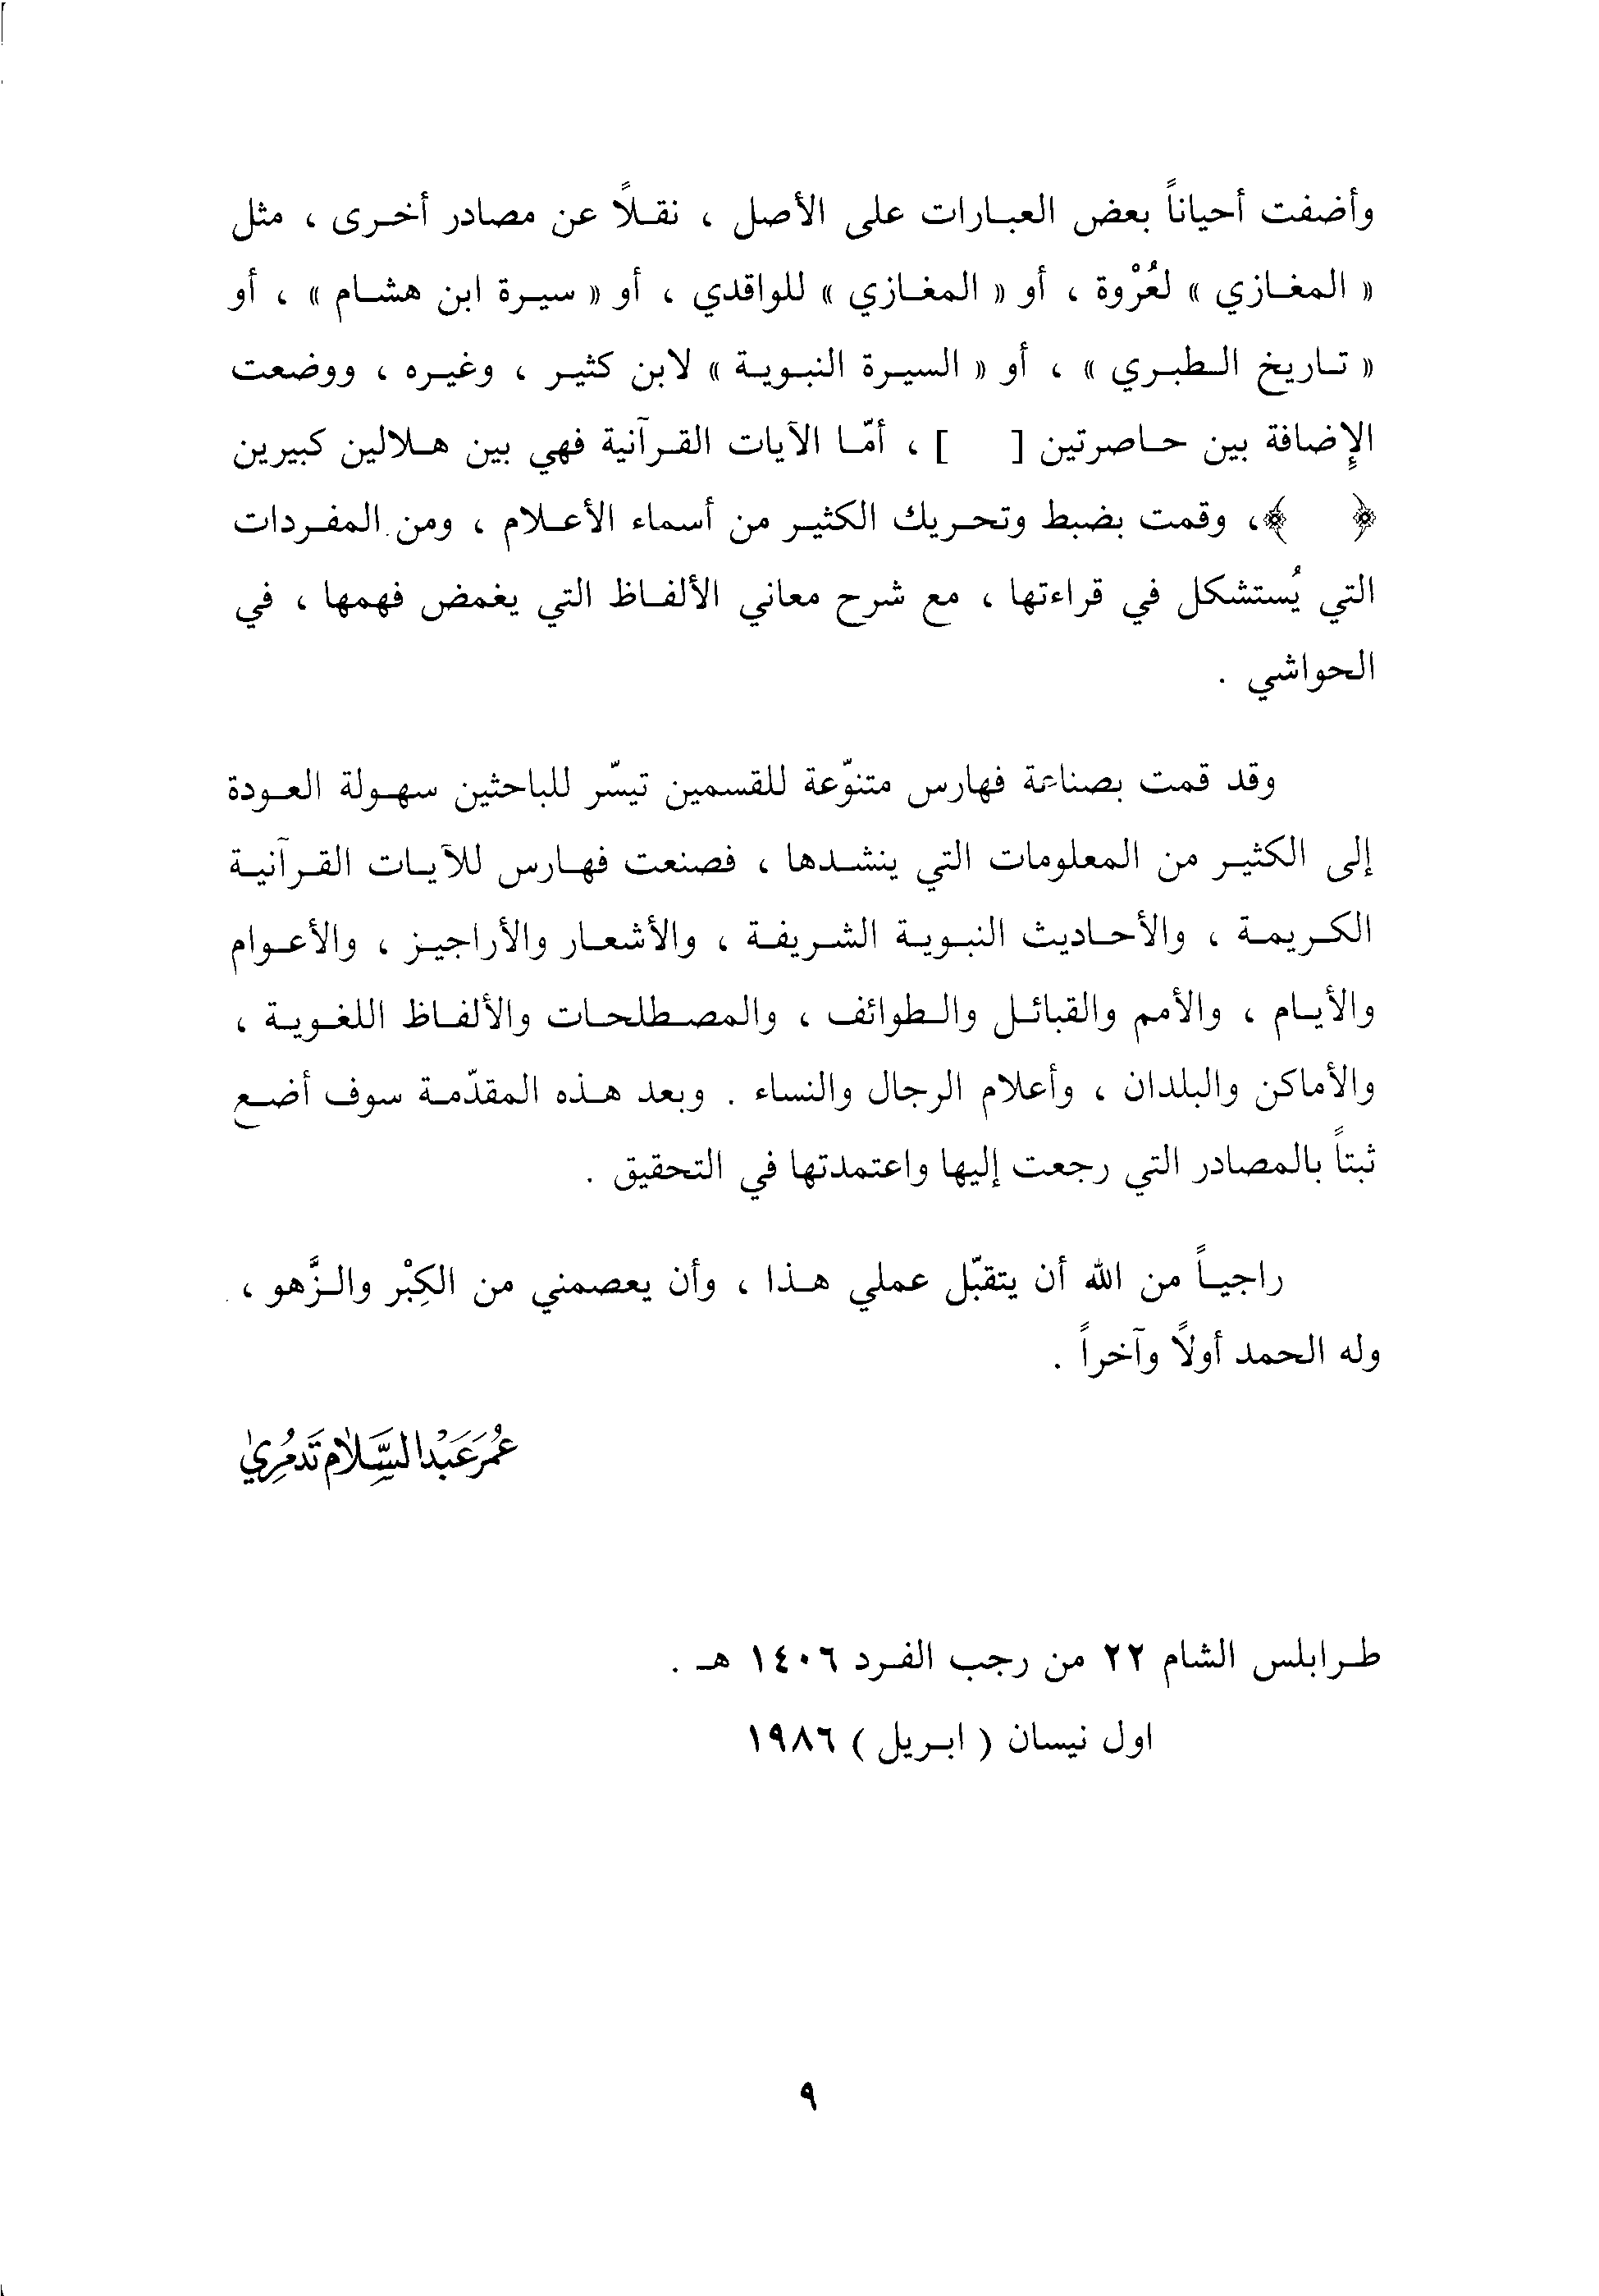 وأضفت أحياناً بعض العبارات على الأصل ، نقلاً عن مصادر أخرى ، مثل
« المغازي » لعُرْوة ، أو « المغازي » للواقدي ، أو « سيرة ابن هشام » ، أو
« تاريخ الطبري » ، أو « السيرة النبوية » لابن كثير ، وغيره ، ووضعت
الإِضافة بين حاصرتين [ ] ، أمّا الآيات القرآنية فهي بين هلالين كبيرين
﴿ ﴾، وقمت بضبط وتحريك الكثير من أسماء الأعلام ، ومن المفردات
التي يُستشكل في قراءتها ، مع شرح معاني الألفاظ التي يغمض فهمها ، في
الحواشي .
وقد قمت بصناعة فهارس متنوّعة للقسمين تيسّر للباحثين سهولة العودة
إلى الكثير من المعلومات التي ينشدها ، فصنعت فهارس للآيات القرآنية
الكريمة ، والأحاديث النبوية الشريفة ، والأشعار والأراجيز ، والأعوام
والأيام ، والأمم والقبائل والطوائف ، والمصطلحات والألفاظ اللغوية ،
والأماكن والبلدان ، وأعلام الرجال والنساء . وبعد هذه المقدّمة سوف أضع
ثبتاً بالمصادر التي رجعت إليها واعتمدتها في التحقيق .
راجياً من الله أن يتقبّل عملي هذا ، وأن يعصمني من الكِبْر والزَّهو ،
وله الحمد أولاً وآخراً .
عُمَر عَبْد السَّلام تَدمُري
طرابلس الشام ٢٢ من رجب الفرد ١٤٠٦ هـ .
اول نيسان ( ابريل ) ١٩٨٦
٩